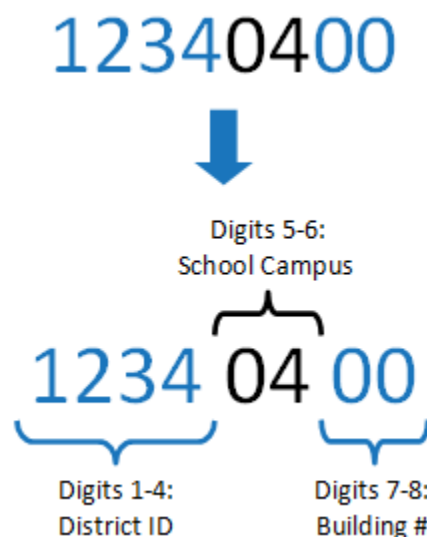 12340400
Digits 5-6:
School Campus
1234 04 00
Digits 1-4:
District ID
Digits 7-8:
Building #